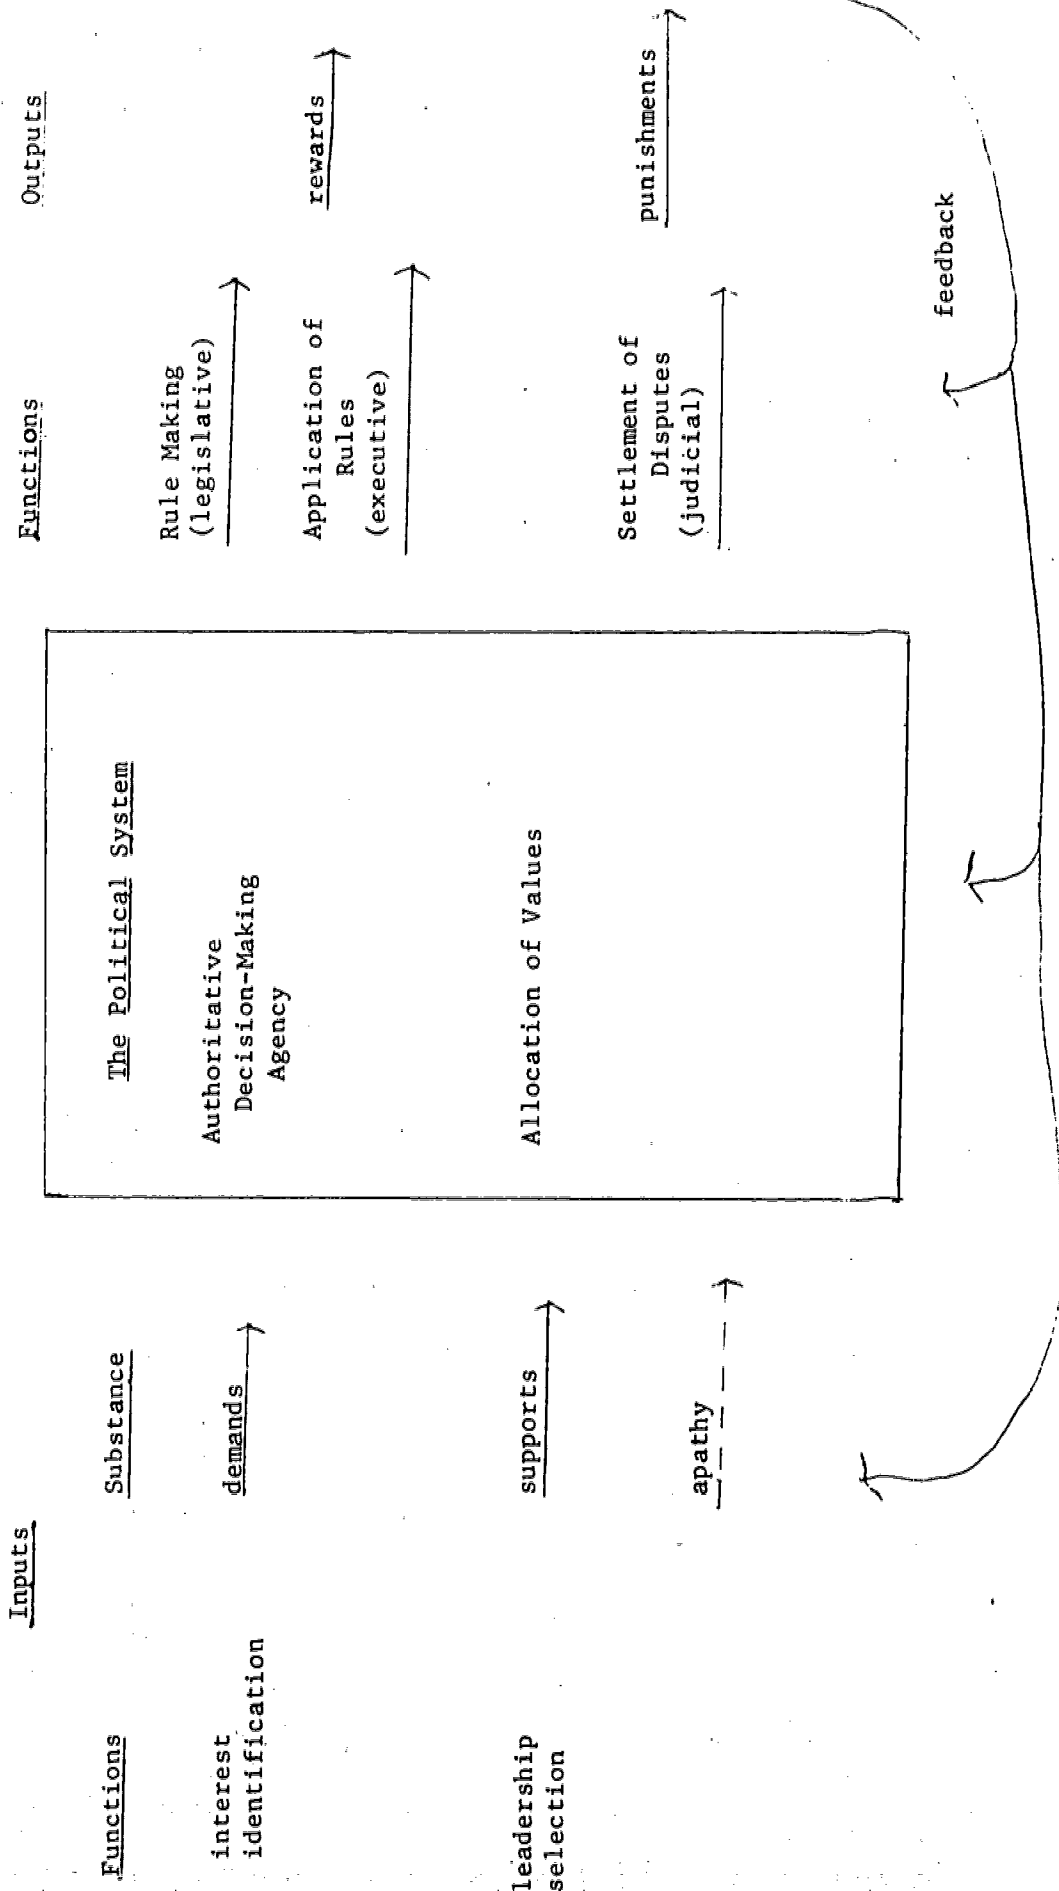 Inputs
Functions
Substance
interest
identification
demands
leadership
selection
supports
apathy
The Political System
Authoritative
Decision-Making
Agency
Allocation of Values
Functions
Outputs
Rule Making
(legislative)
Application of
Rules
(executive)
rewards
Settlement of
Disputes
(judicial)
punishments
feedback